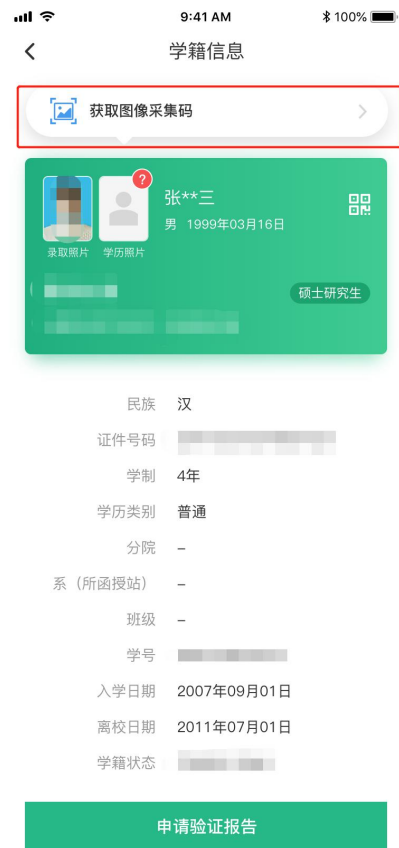 9:41 AM 100%
学籍信息
获取图像采集码
?
张**三
男 1999年03月16日
录取照片 学历照片
硕士研究生
民族 汉
证件号码
学制 4年
学历类别 普通
分院 –
系（所函授站） –
班级 –
学号
入学日期 2007年09月01日
离校日期 2011年07月01日
学籍状态
申请验证报告